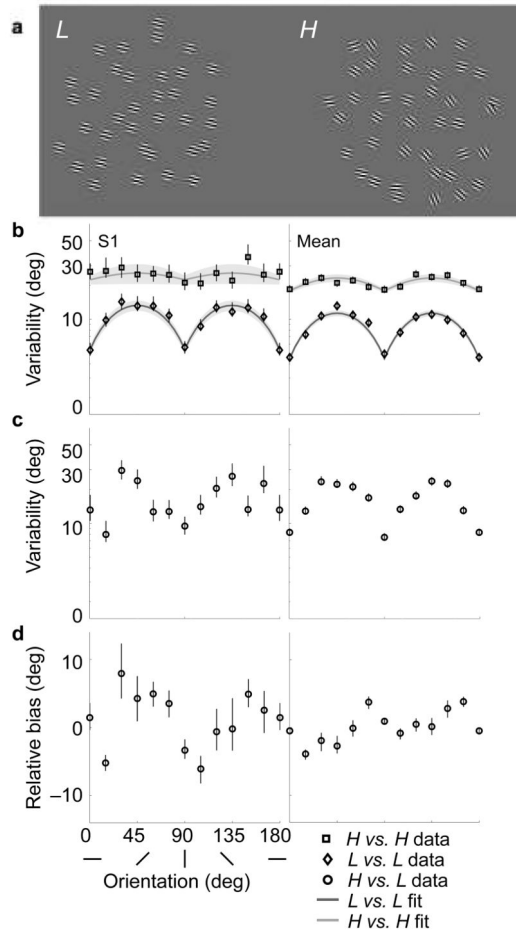 a
L
H
b
S1
Mean
50
30
10
0
Variability (deg)
c
50
30
10
0
Variability (deg)
d
10
0
−10
Relative bias (deg)
0 45 90 135 180
Orientation (deg)
H vs. H data
L vs. L data
H vs. L data
L vs. L fit
H vs. H fit